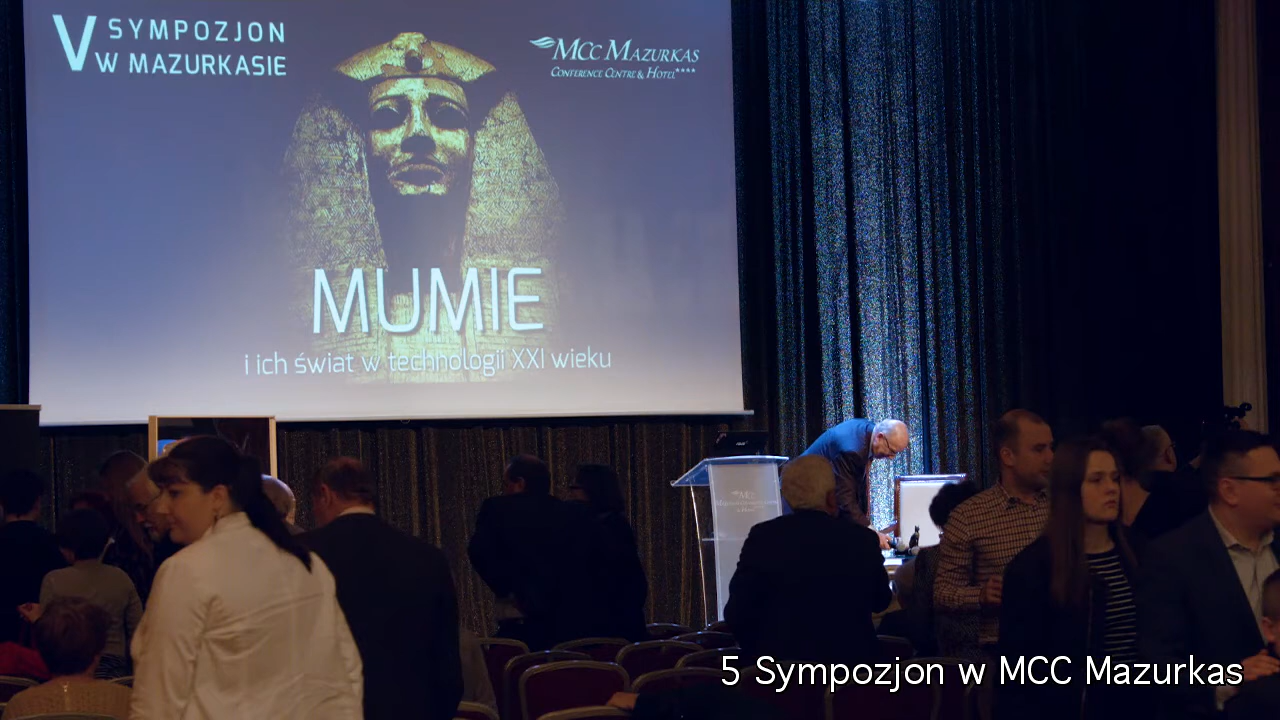 V SYMPOZJON
W MAZURKASIE
MCC MAZURKAS
CONFERENCE CENTRE & HOTEL****
MUMIE
i ich świat w technologii XXI wieku
5 Sympozjon w MCC Mazurkas